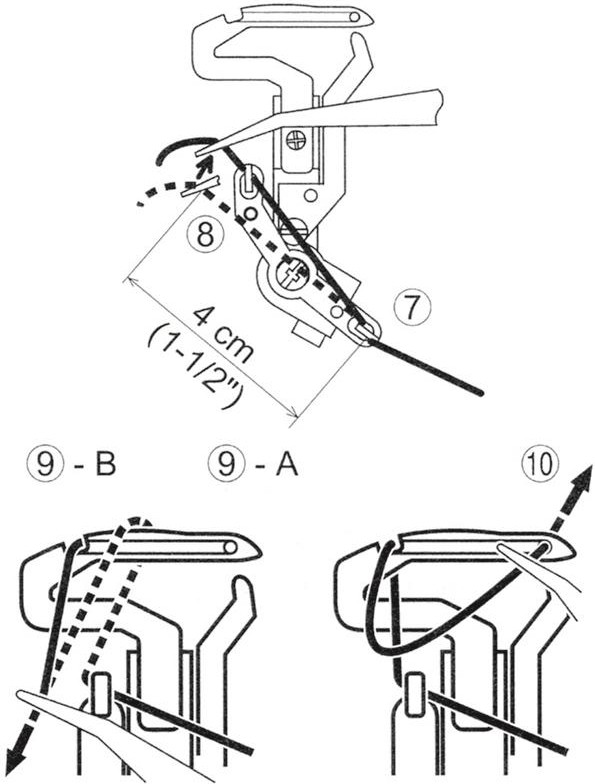 ⑧
⑦
4 cm
(1-1/2")
⑨ - B ⑨ - A ⑩